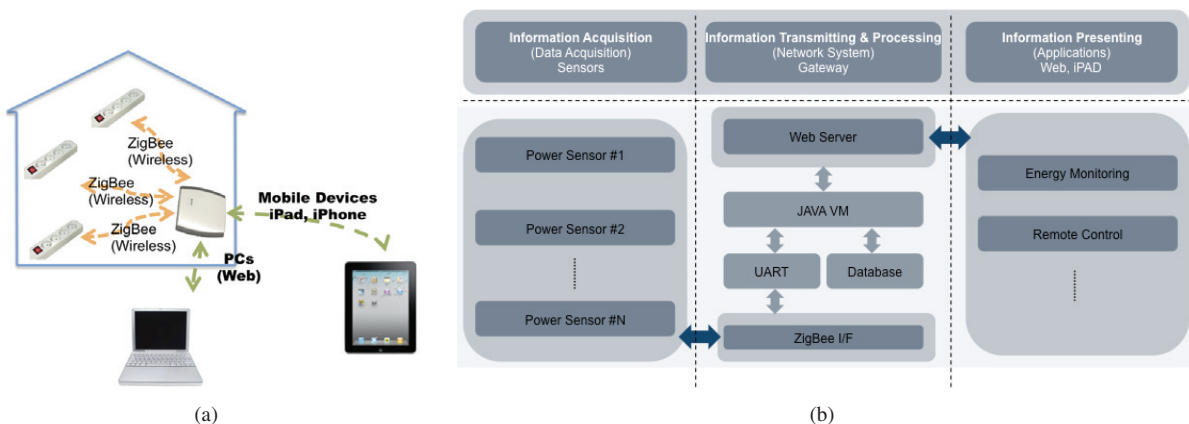 ZigBee
(Wireless)
ZigBee
(Wireless)
ZigBee
(Wireless)
Mobile Devices
iPad, iPhone
PCs
(Web)
(a)
Information Acquisition
(Data Acquisition)
Sensors
Information Transmitting & Processing
(Network System)
Gateway
Information Presenting
(Applications)
Web, iPAD
Power Sensor #1
Power Sensor #2
Power Sensor #N
Web Server
JAVA VM
UART
Database
ZigBee I/F
Energy Monitoring
Remote Control
(b)